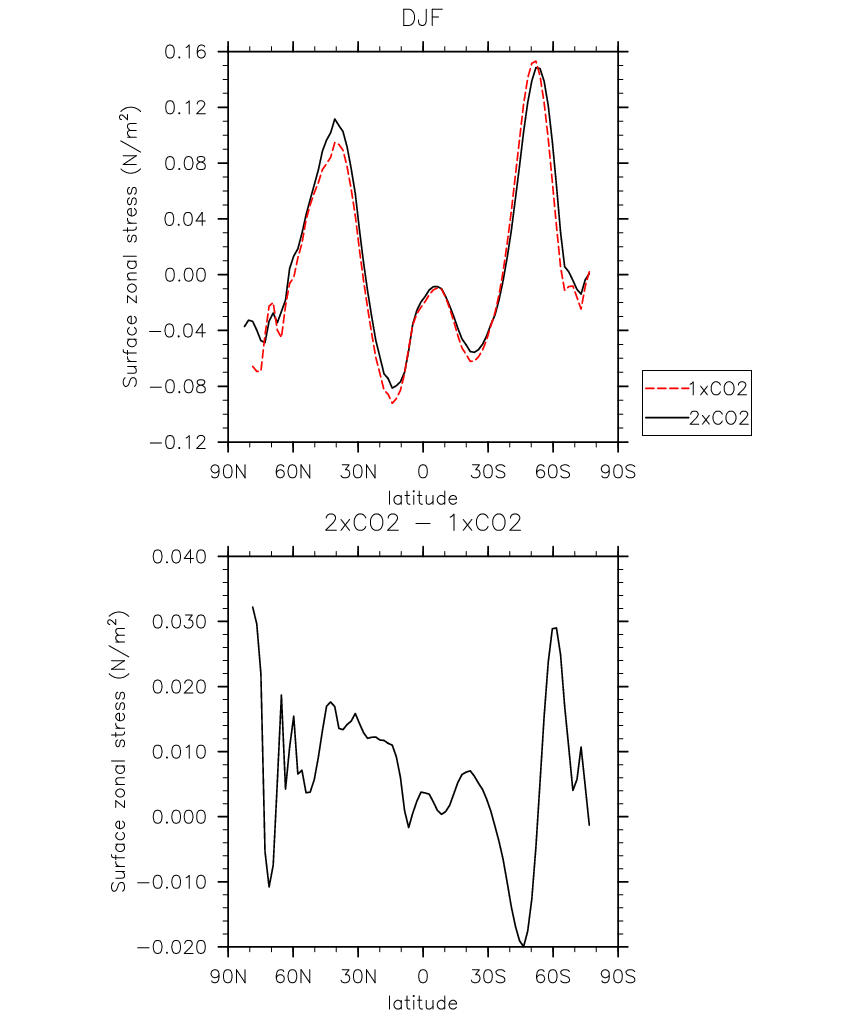 DJF
Surface zonal stress (N/m²)
0.16
0.12
0.08
0.04
0.00
−0.04
−0.08
−0.12
90N 60N 30N 0 30S 60S 90S
latitude
1xCO2
2xCO2
2xCO2 − 1xCO2
Surface zonal stress (N/m²)
0.040
0.030
0.020
0.010
0.000
−0.010
−0.020
90N 60N 30N 0 30S 60S 90S
latitude